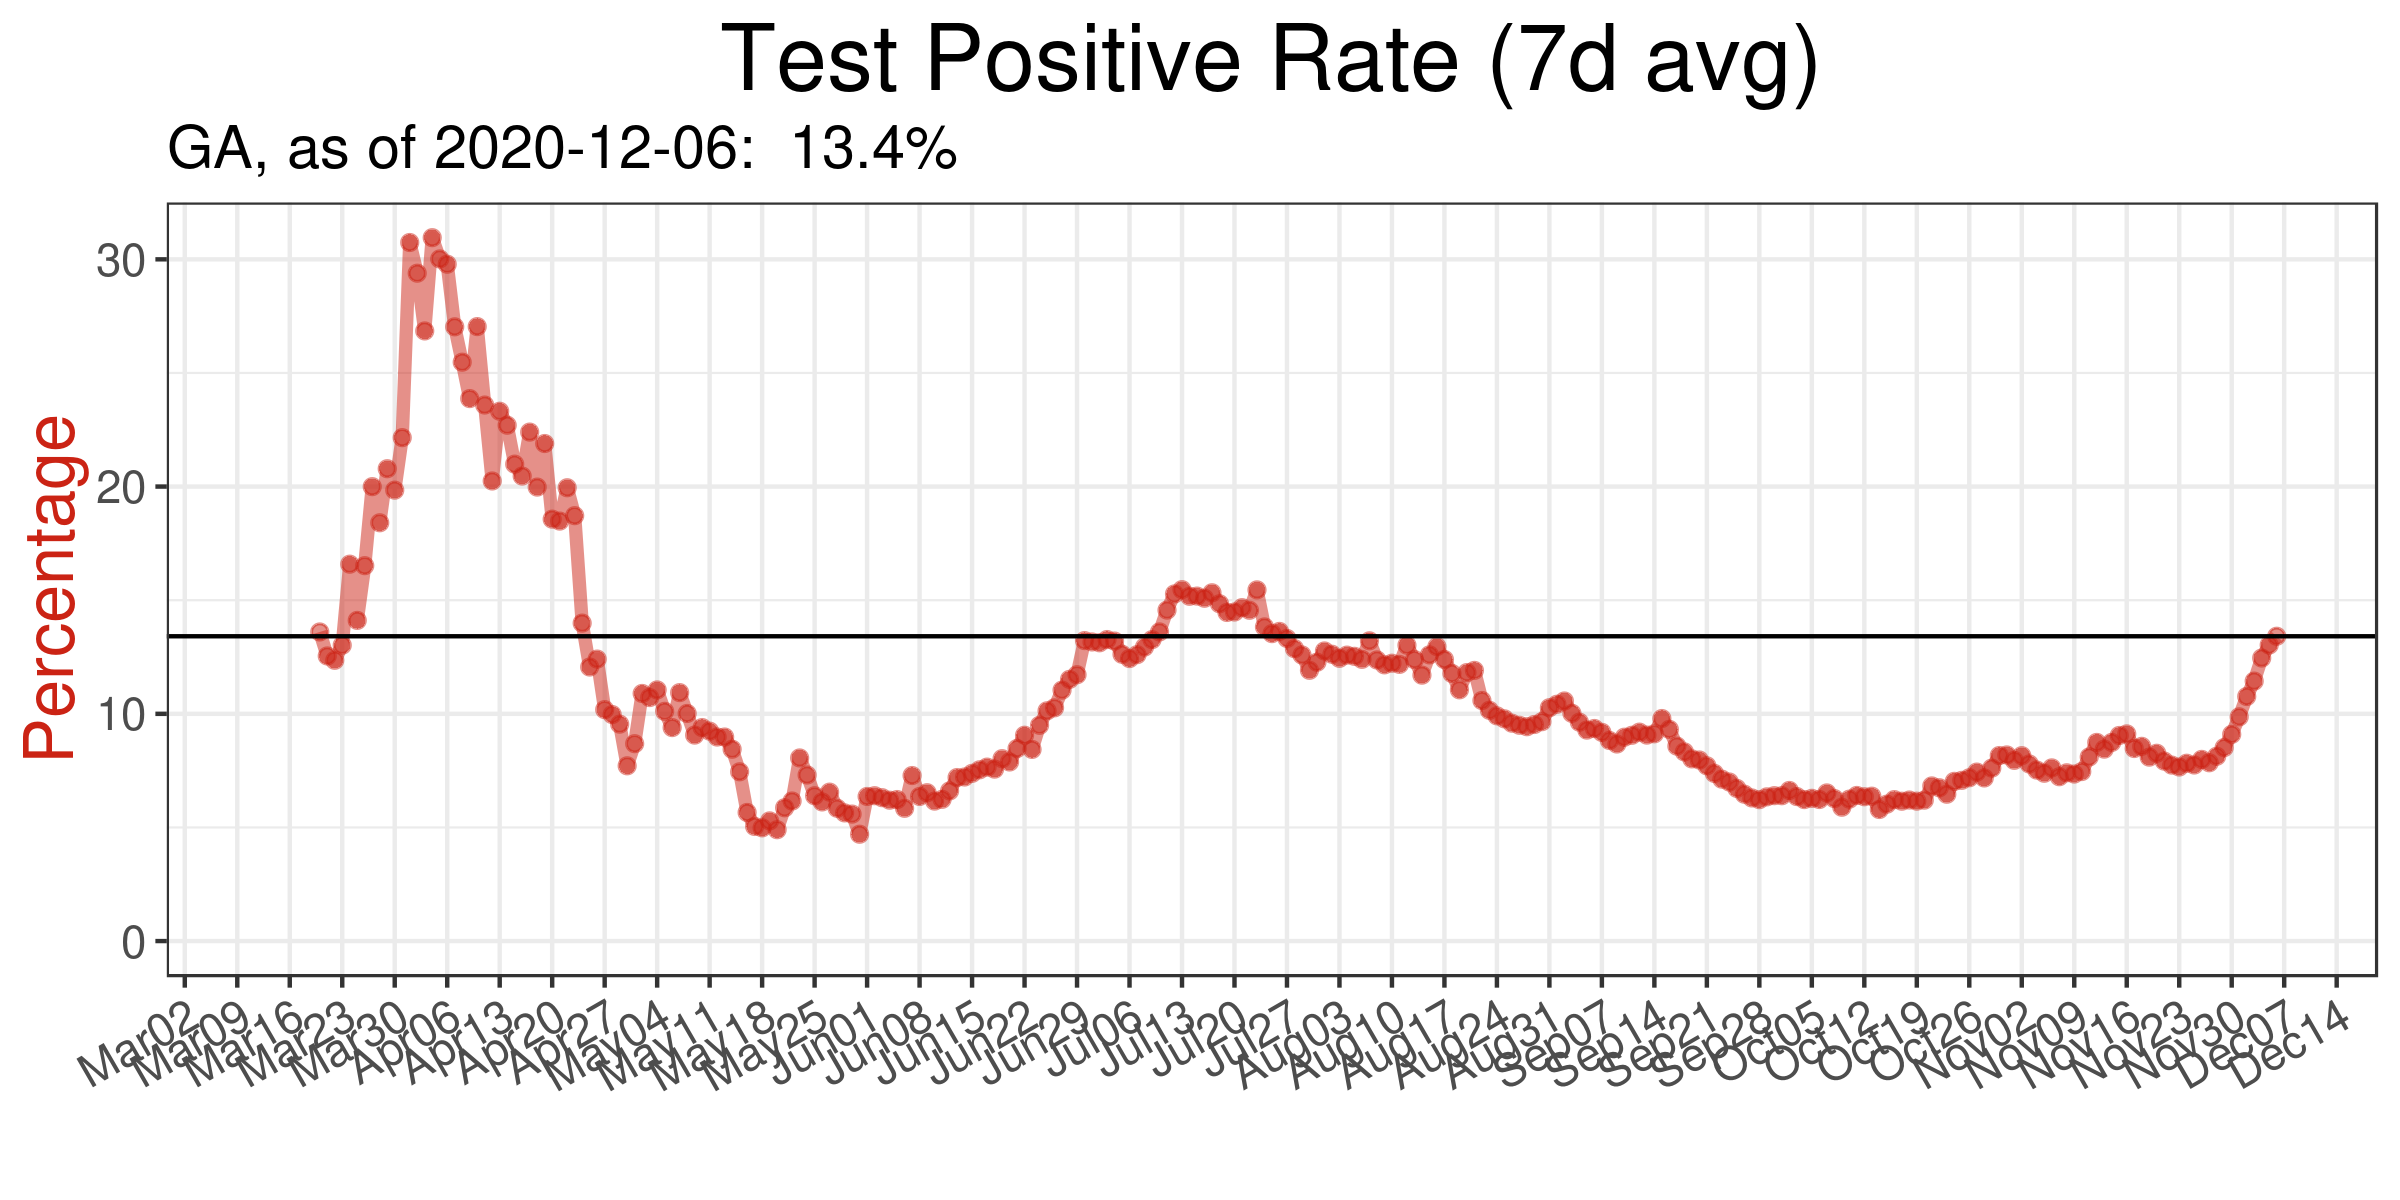 Test Positive Rate (7d avg)
GA, as of 2020-12-06:  13.4%
Percentage
30
20
10
0
Mar02
Mar09
Mar16
Mar23
Mar30
Apr06
Apr13
Apr20
Apr27
May04
May11
May18
May25
Jun01
Jun08
Jun15
Jun22
Jun29
Jul06
Jul13
Jul20
Jul27
Aug03
Aug10
Aug17
Aug24
Aug31
Sep07
Sep14
Sep21
Sep28
Oct05
Oct12
Oct19
Oct26
Nov02
Nov09
Nov16
Nov23
Nov30
Dec07
Dec14